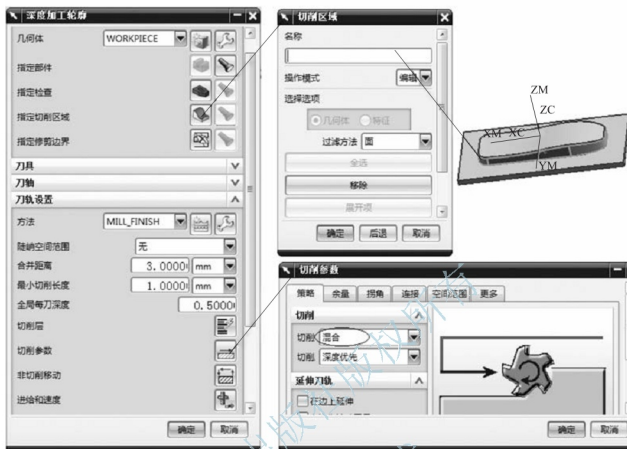 深度加工轮廓
几何体 WORKPIECE
指定部件
指定检查
指定切削区域
指定修剪边界
刀具
刀轴
刀轨设置
方法 MILL_FINISH
陡峭空间范围 无
合并距离 3.0000 mm
最小切削长度 1.0000 mm
全局每刀深度 0.5000
切削层
切削参数
非切削移动
进给和速度
确定 取消
切削区域
名称
操作模式 编辑
选择选项
几何体 特征
过滤方法 面
全选
移除
展开项
确定 后退 取消
ZM
ZC
XM XC
YM
切削参数
策略 余量 拐角 连接 空间范围 更多
切削
切削 混合
切削 深度优先
延伸刀轨
在边上延伸
确定 取消